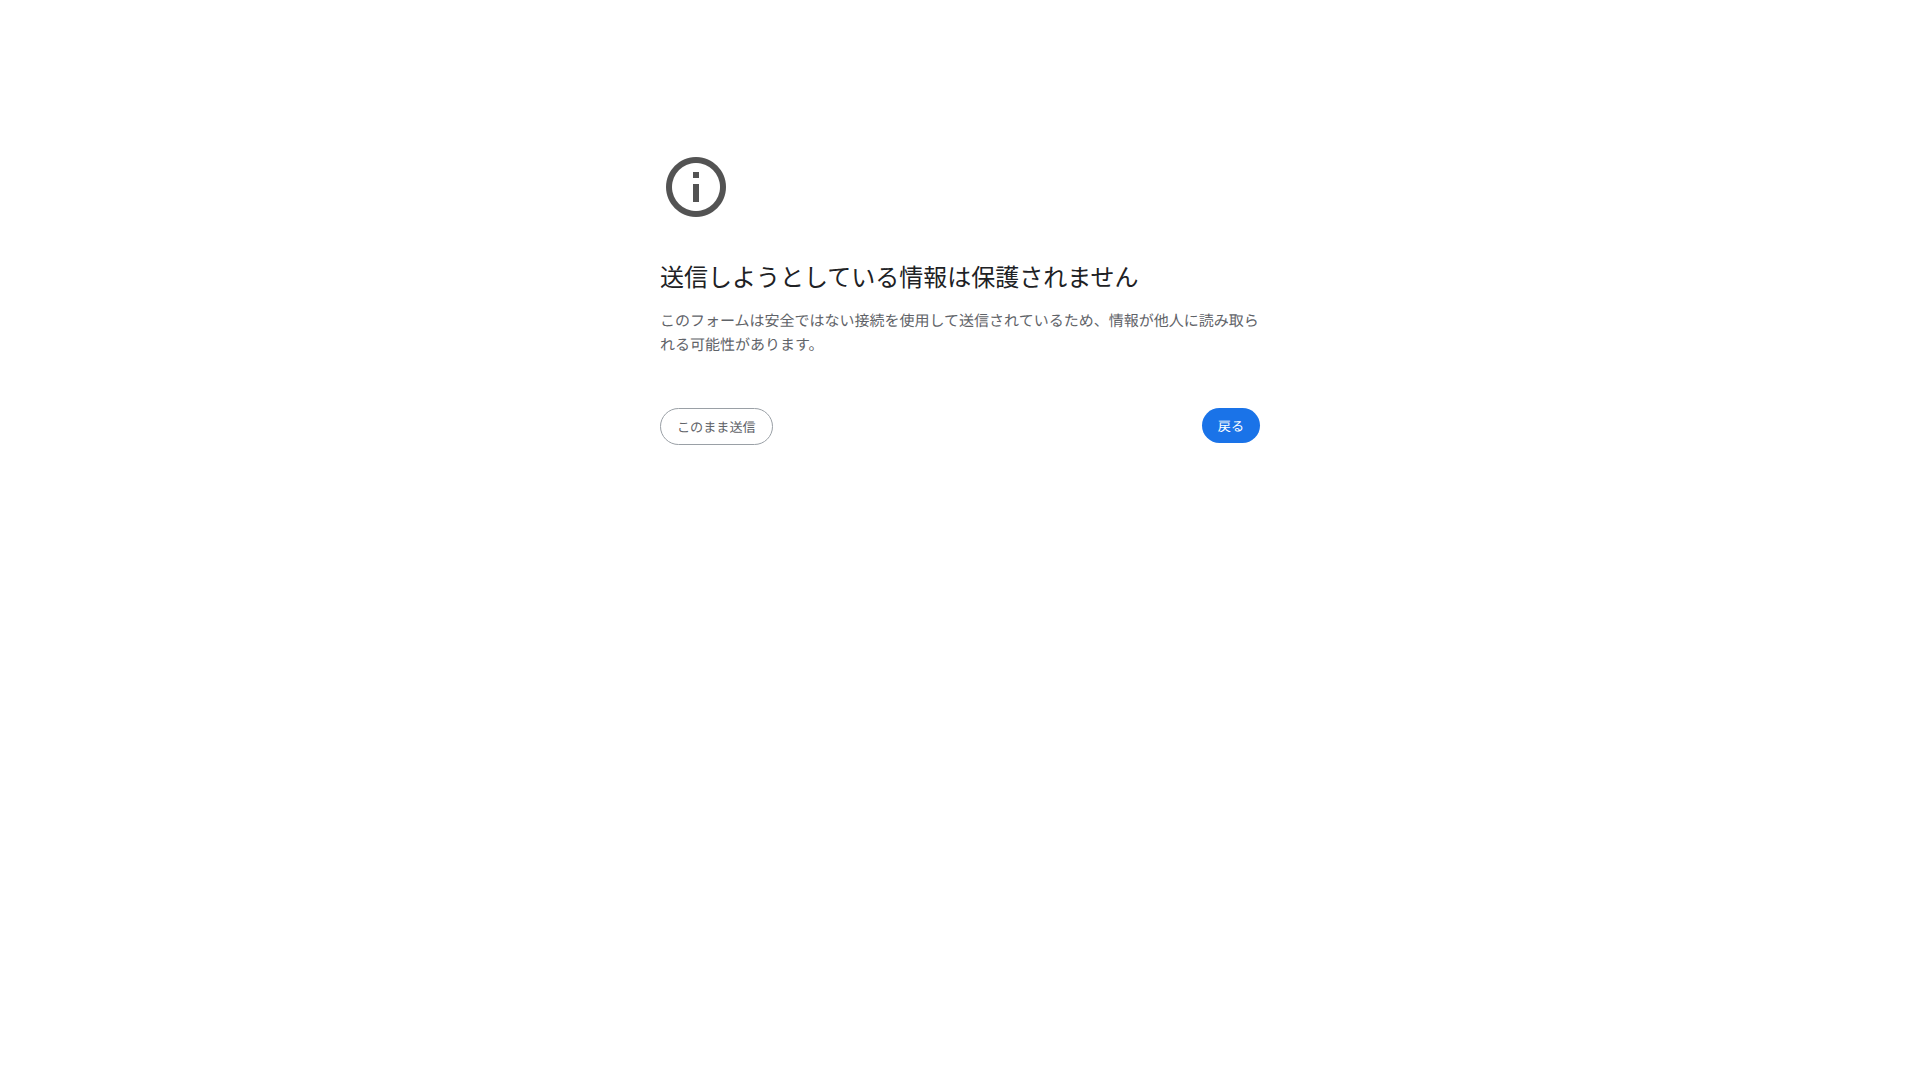 送信しようとしている情報は保護されません
このフォームは安全ではない接続を使用して送信されているため、情報が他人に読み取ら
れる可能性があります。
このまま送信
戻る